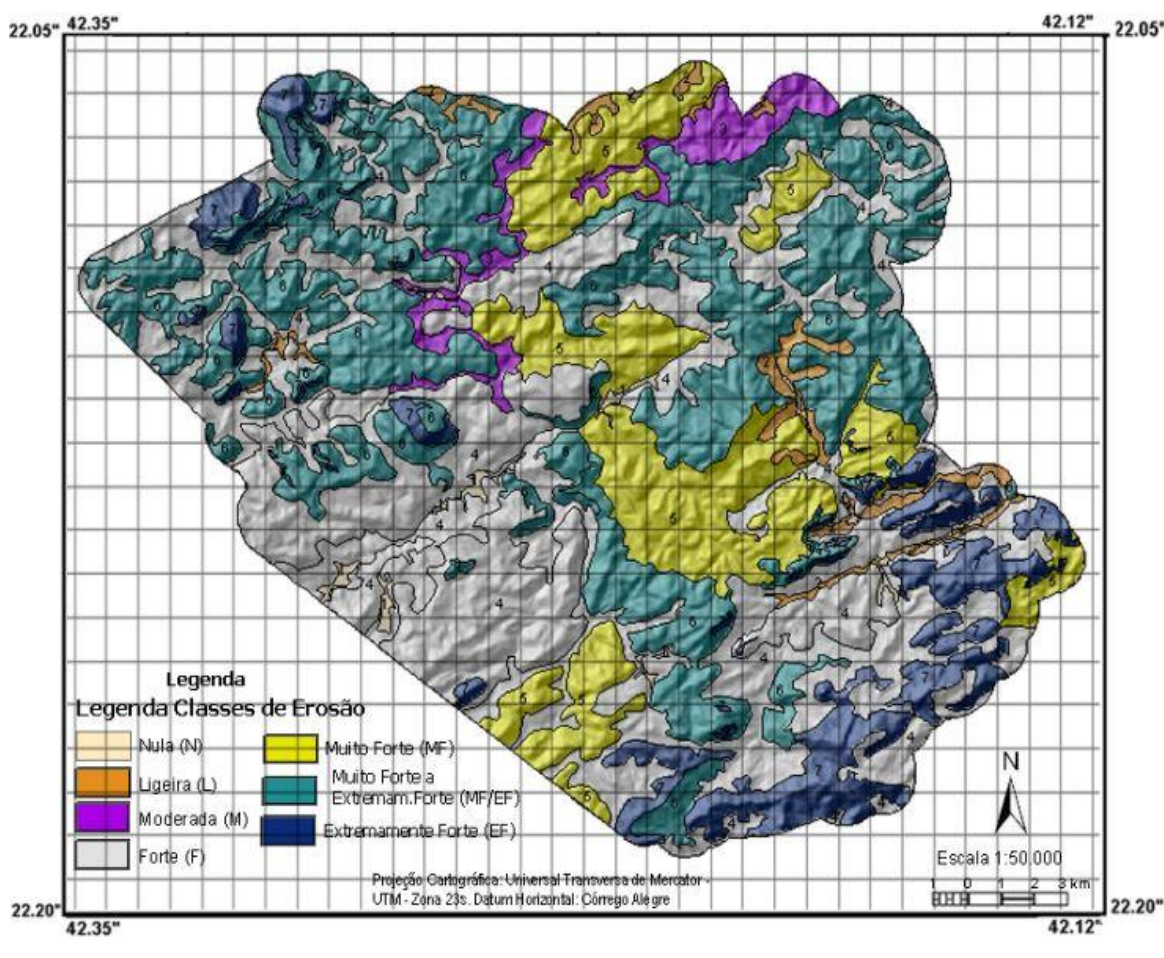 42.35" 42.12"
22.05" 22.05"
Legenda
Legenda Classes de Erosão
Nula (N)
Ligeira (L)
Moderada (M)
Forte (F)
Muito Forte (MF)
Muito Forte a
Extremam.Forte (MF/EF)
Extremamente Forte (EF)
N
Escala 1:50.000
1 0 1 2 3 km
Projeção Cartográfica: Universal Transversa de Mercator -
UTM - Zona 23s. Datum Horizontal: Córrego Alegre
22.20" 22.20"
42.35" 42.12"